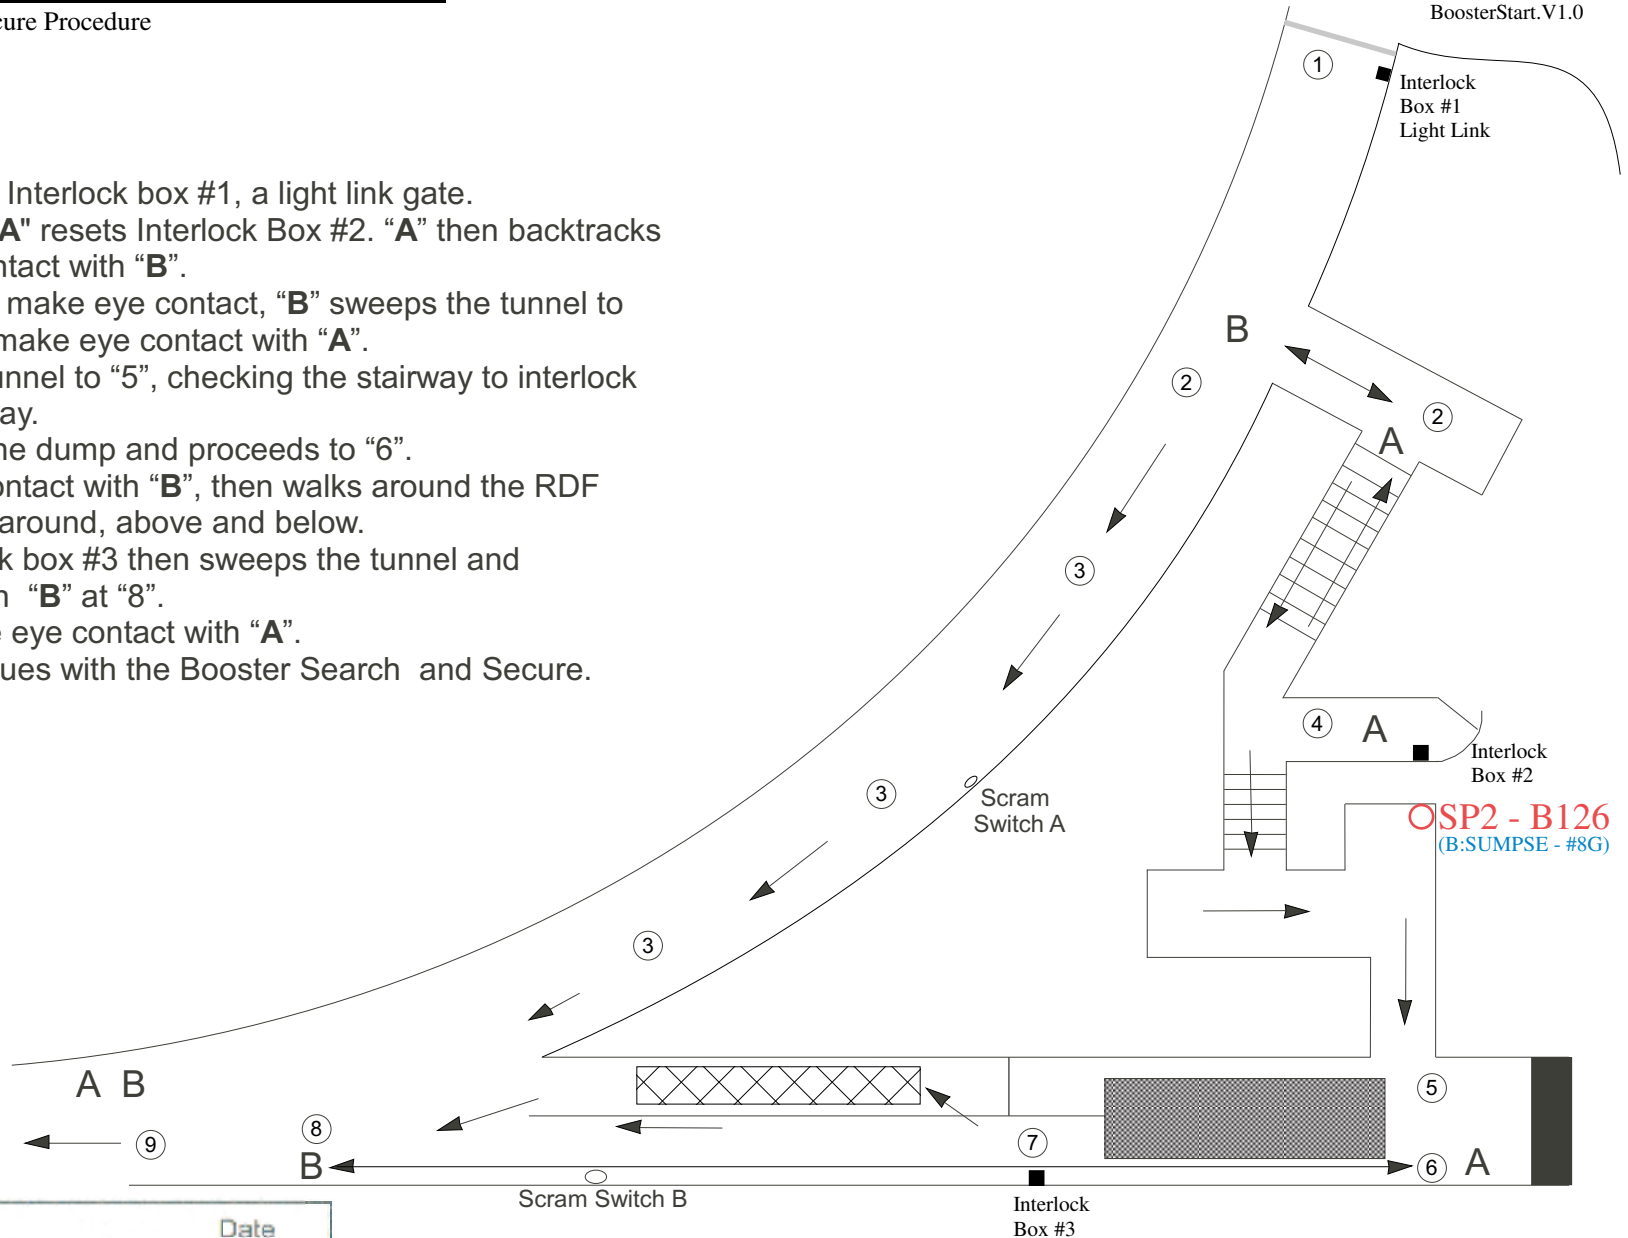 cure Procedure
BoosterStart.V1.0
1
Interlock
Box #1
Light Link
Interlock box #1, a light link gate.
A" resets Interlock Box #2. “A” then backtracks
ntact with “B”.
make eye contact, “B” sweeps the tunnel to
make eye contact with “A”.
unnel to “5”, checking the stairway to interlock
ay.
he dump and proceeds to “6”.
ontact with “B”, then walks around the RDF
around, above and below.
k box #3 then sweeps the tunnel and
n “B” at “8”.
e eye contact with “A”.
ues with the Booster Search and Secure.
B
2
2
A
3
4 A
Interlock
Box #2
3
Scram
Switch A
SP2 - B126
(B:SUMPSE - #8G)
3
A B
5
8
9
7
B
6 A
Scram Switch B
Interlock
Box #3
Date